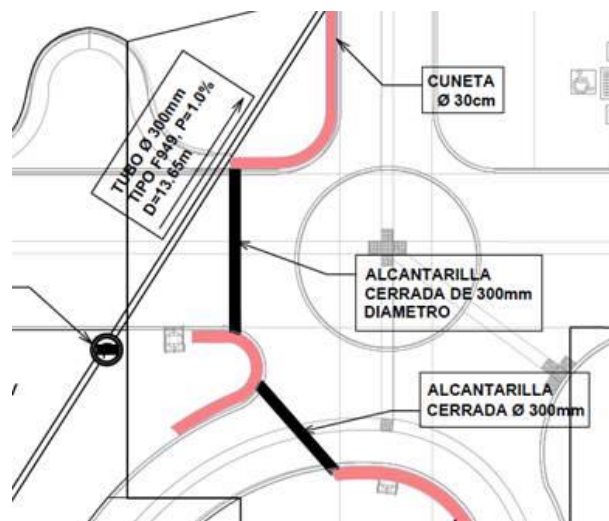 CUNETA
Ø 30cm
TUBO Ø 300mm
TIPO F949, P=1.0%
D=13.65m
ALCANTARILLA
CERRADA DE 300mm
DIAMETRO
ALCANTARILLA
CERRADA Ø 300mm